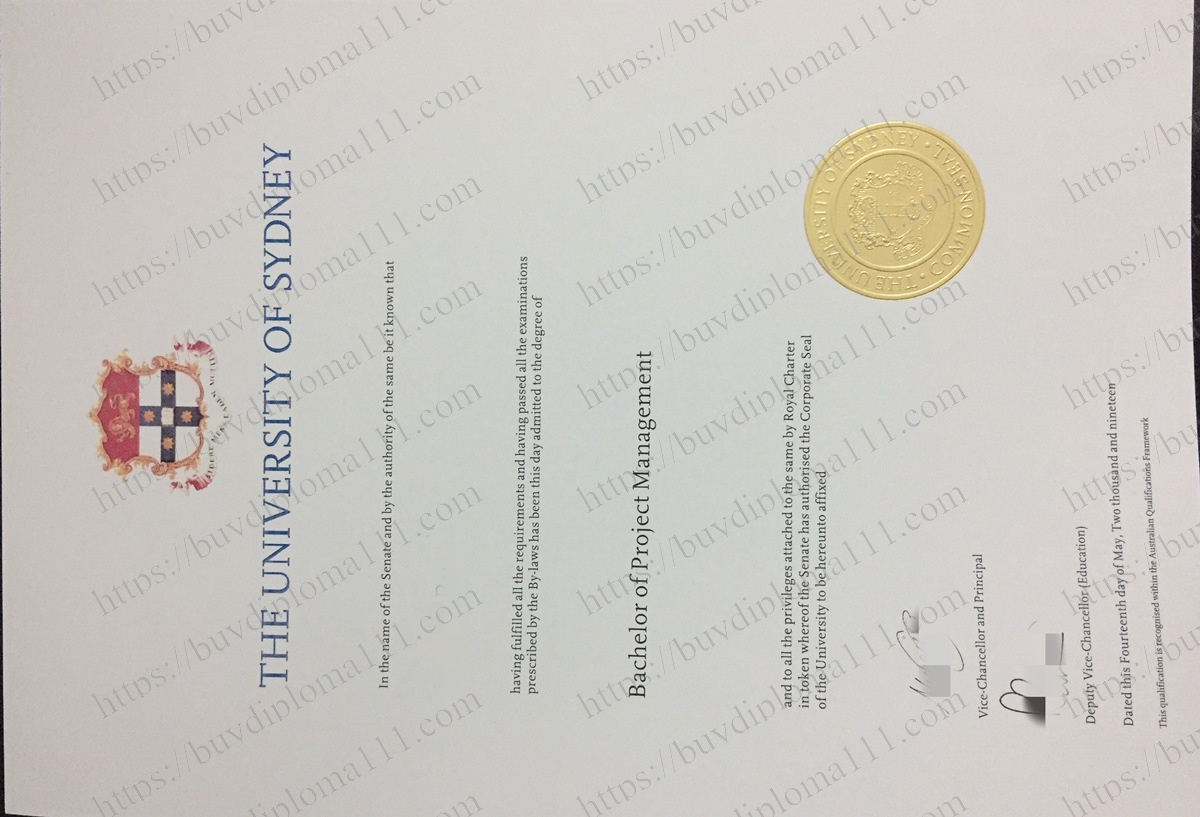 THE UNIVERSITY OF SYDNEY
In the name of the Senate and by the authority of the same be it known that
having fulfilled all the requirements and having passed all the examinations
prescribed by the By-laws has been this day admitted to the degree of
Bachelor of Project Management
and to all the privileges attached to the same by Royal Charter
in token whereof the Senate has authorised the Corporate Seal
of the University to be hereunto affixed
THE UNIVERSITY OF SYDNEY • COMMON SEAL
Vice-Chancellor and Principal
Deputy Vice-Chancellor (Education)
Dated this Fourteenth day of May, Two thousand and nineteen
This qualification is recognised within the Australian Qualifications Framework
https://buydiploma111.com